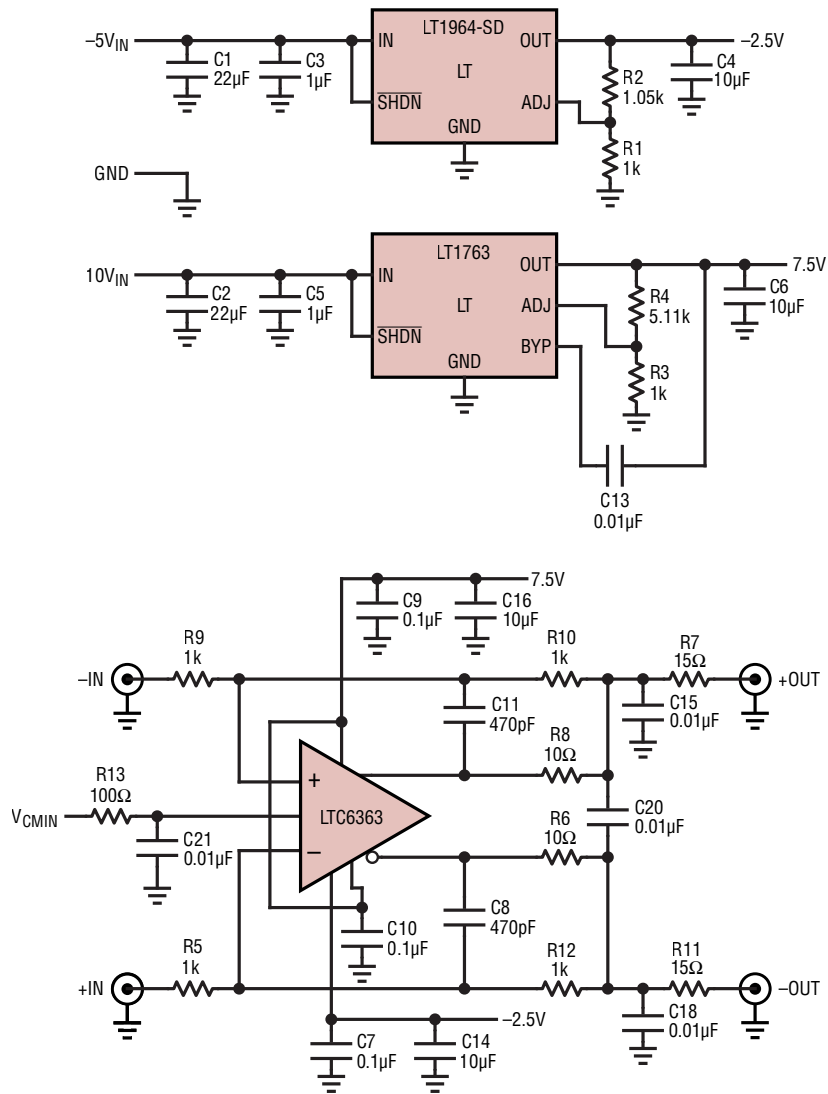 –5VIN
C1
22µF
C3
1µF
IN
SHDN
LT1964-SD
LT
GND
OUT
ADJ
R2
1.05k
R1
1k
C4
10µF
–2.5V
GND
10VIN
C2
22µF
C5
1µF
IN
SHDN
LT1763
LT
GND
OUT
ADJ
BYP
R4
5.11k
R3
1k
C6
10µF
7.5V
C13
0.01µF
7.5V
C9
0.1µF
C16
10µF
–IN
R9
1k
R10
1k
R7
15Ω
+OUT
C11
470pF
C15
0.01µF
R8
10Ω
R13
100Ω
VCMIN
C21
0.01µF
+
–
LTC6363
R6
10Ω
C20
0.01µF
C8
470pF
C10
0.1µF
+IN
R5
1k
R12
1k
R11
15Ω
–OUT
C18
0.01µF
–2.5V
C7
0.1µF
C14
10µF